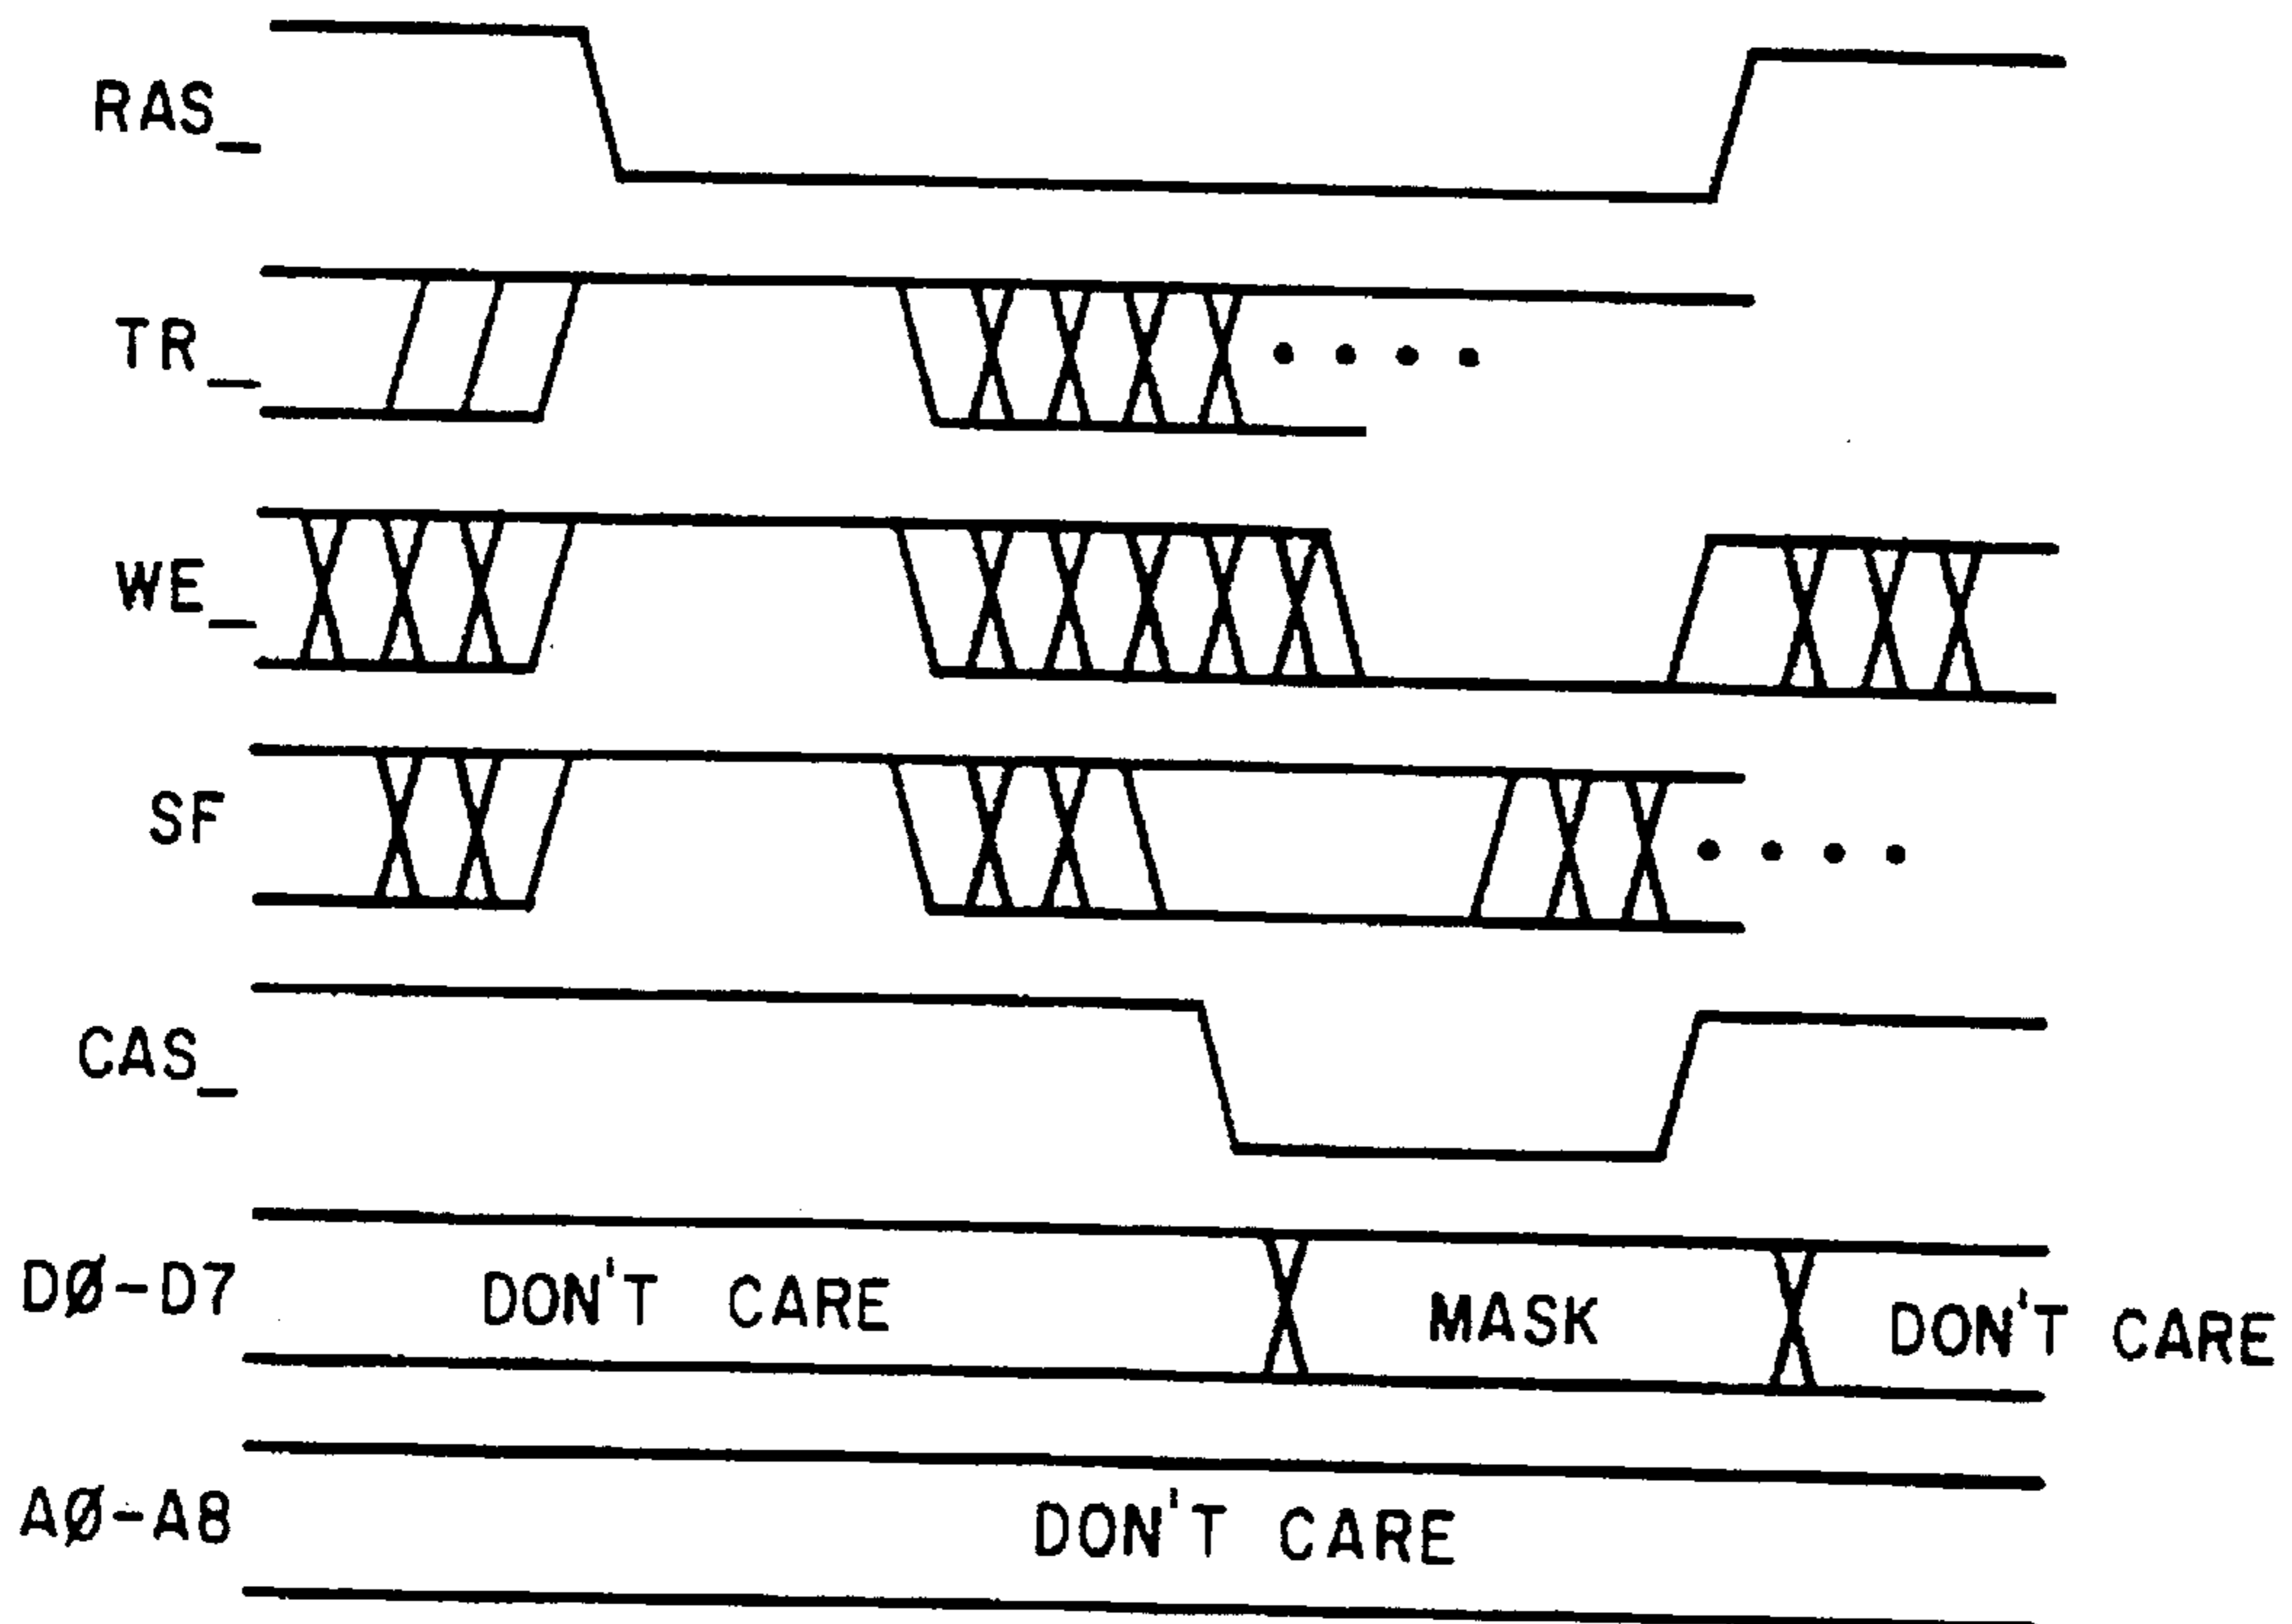 RAS_
TR_
WE_
SF
CAS_
DØ-D7 DON'T CARE MASK DON'T CARE
AØ-A8 DON'T CARE